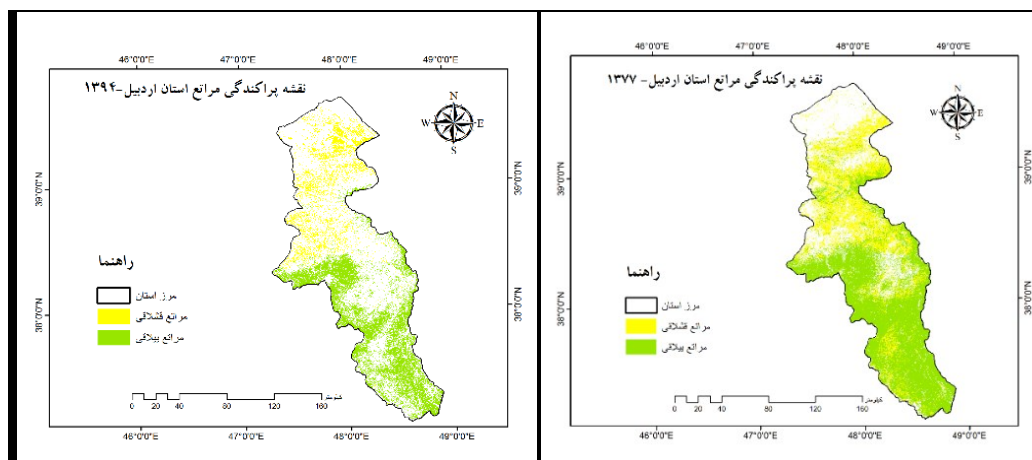 46°0'0"E 47°0'0"E 48°0'0"E 49°0'0"E
نقشه پراکندگی مراتع استان اردبیل- ۱۳۷۷
N
W E
S
39°0'0"N 39°0'0"N
راهنما
مرز استان
مراتع قشلاقی
مراتع ییلاقی
38°0'0"N 38°0'0"N
0 20 40 80 120 160 کیلومتر
46°0'0"E 47°0'0"E 48°0'0"E 49°0'0"E
46°0'0"E 47°0'0"E 48°0'0"E 49°0'0"E
نقشه پراکندگی مراتع استان اردبیل-۱۳۹۴
N
W E
S
39°0'0"N 39°0'0"N
راهنما
مرز استان
مراتع قشلاقی
مراتع ییلاقی
38°0'0"N 38°0'0"N
0 20 40 80 120 160 کیلومتر
46°0'0"E 47°0'0"E 48°0'0"E 49°0'0"E